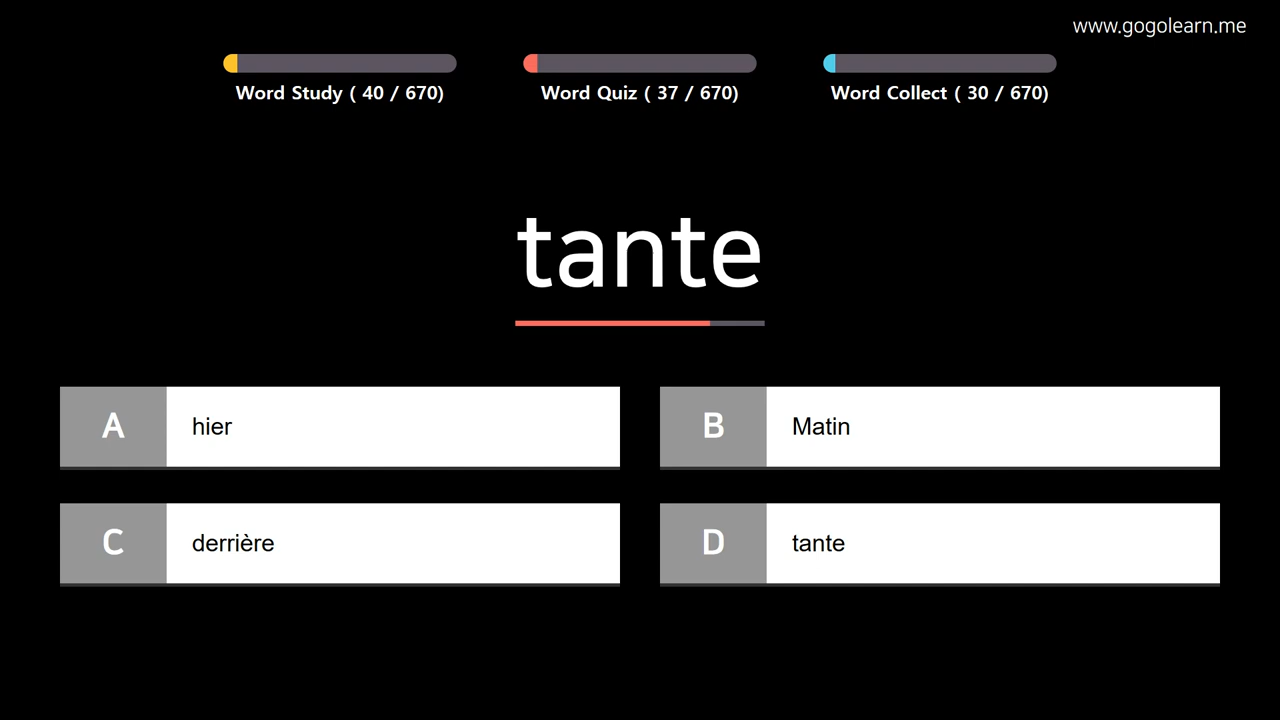 www.gogolearn.me
Word Study ( 40 / 670)
Word Quiz ( 37 / 670)
Word Collect ( 30 / 670)
tante
A hier
B Matin
C derrière
D tante